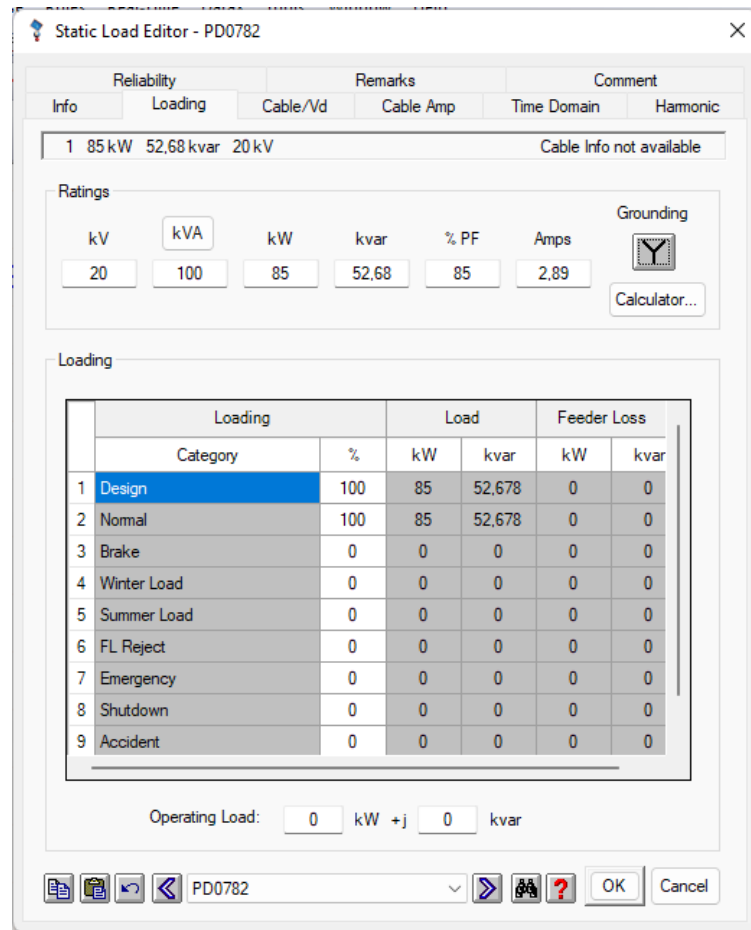 Static Load Editor - PD0782
Reliability Remarks Comment
Info Loading Cable/Vd Cable Amp Time Domain Harmonic
1 85 kW 52,68 kvar 20 kV Cable Info not available
Ratings
Grounding
kV kVA kW kvar % PF Amps
20 100 85 52,68 85 2,89
Calculator...
Loading
Loading Load Feeder Loss
Category % kW kvar kW kvar
1 Design 100 85 52,678 0 0
2 Normal 100 85 52,678 0 0
3 Brake 0 0 0 0 0
4 Winter Load 0 0 0 0 0
5 Summer Load 0 0 0 0 0
6 FL Reject 0 0 0 0 0
7 Emergency 0 0 0 0 0
8 Shutdown 0 0 0 0 0
9 Accident 0 0 0 0 0
Operating Load: 0 kW +j 0 kvar
PD0782 ? OK Cancel